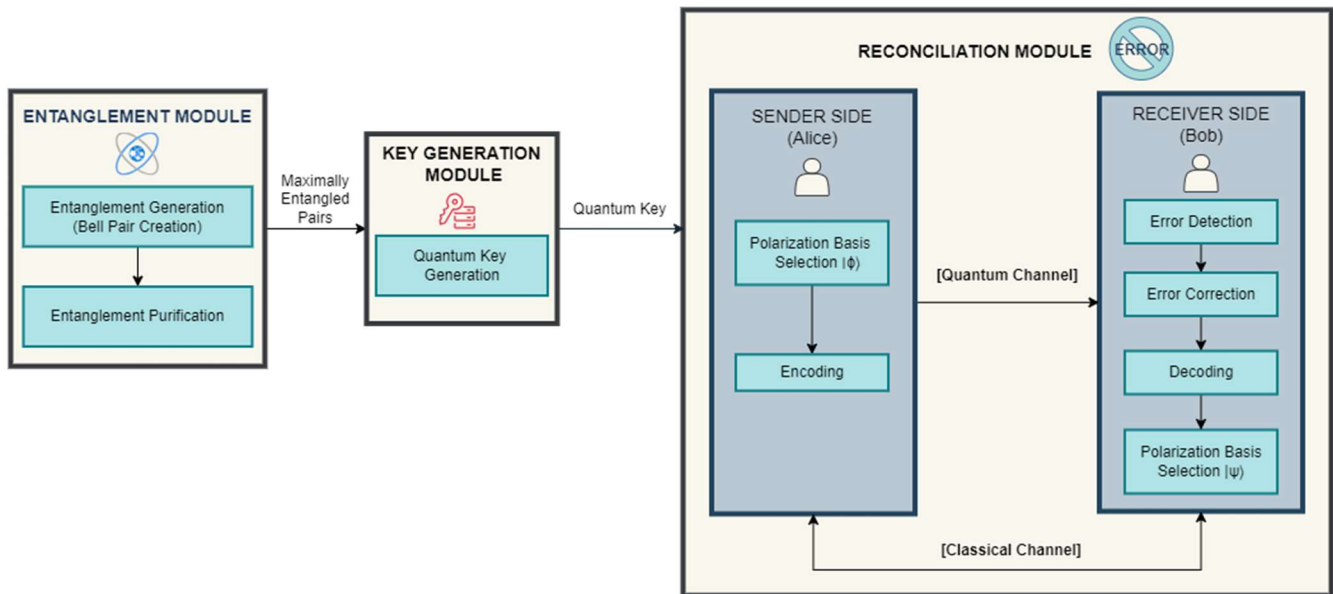 RECONCILIATION MODULE
ERROR
ENTANGLEMENT MODULE
Entanglement Generation
(Bell Pair Creation)
Entanglement Purification
Maximally
Entangled
Pairs
KEY GENERATION
MODULE
Quantum Key
Generation
Quantum Key
SENDER SIDE
(Alice)
Polarization Basis
Selection |ϕ⟩
Encoding
[Quantum Channel]
[Classical Channel]
RECEIVER SIDE
(Bob)
Error Detection
Error Correction
Decoding
Polarization Basis
Selection |ψ⟩